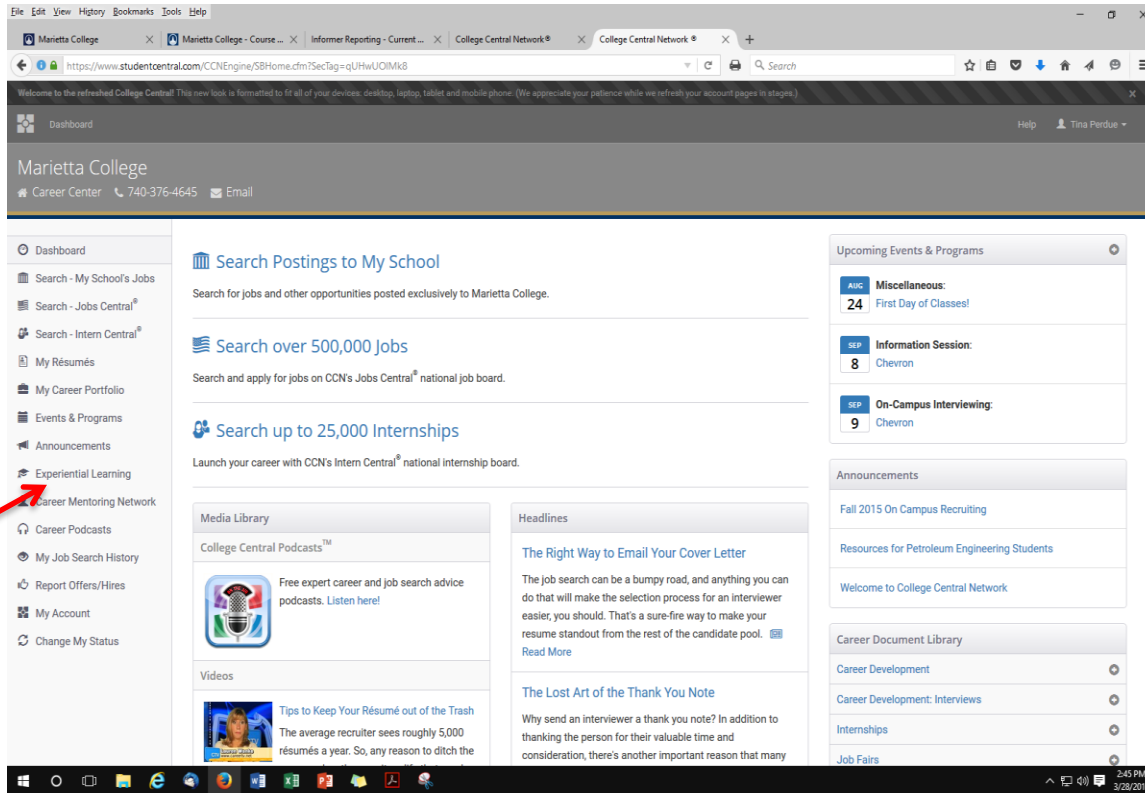 File Edit View History Bookmarks Tools Help
Marietta College
Marietta College - Course ...
Informer Reporting - Current ...
College Central Network®
College Central Network ®
https://www.studentcentral.com/CCNEngine/SBHome.cfm?SecTag=qUHwUOlMk8
Search
Welcome to the refreshed College Central! This new look is formatted to fit all of your devices: desktop, laptop, tablet and mobile phone. (We appreciate your patience while we refresh your account pages in stages.)
Dashboard
Help
Tina Perdue
Marietta College
Career Center 740-376-4645 Email
Dashboard
Search - My School's Jobs
Search - Jobs Central®
Search - Intern Central®
My Résumés
My Career Portfolio
Events & Programs
Announcements
Experiential Learning
Career Mentoring Network
Career Podcasts
My Job Search History
Report Offers/Hires
My Account
Change My Status
Search Postings to My School
Search for jobs and other opportunities posted exclusively to Marietta College.
Search over 500,000 Jobs
Search and apply for jobs on CCN's Jobs Central® national job board.
Search up to 25,000 Internships
Launch your career with CCN's Intern Central® national internship board.
Media Library
College Central Podcasts™
Free expert career and job search advice
podcasts. Listen here!
Videos
Tips to Keep Your Résumé out of the Trash
The average recruiter sees roughly 5,000
résumés a year. So, any reason to ditch the
Headlines
The Right Way to Email Your Cover Letter
The job search can be a bumpy road, and anything you can
do that will make the selection process for an interviewer
easier, you should. That's a sure-fire way to make your
resume standout from the rest of the candidate pool.
Read More
The Lost Art of the Thank You Note
Why send an interviewer a thank you note? In addition to
thanking the person for their valuable time and
consideration, there's another important reason that many
Upcoming Events & Programs
AUG
24
Miscellaneous:
First Day of Classes!
SEP
8
Information Session:
Chevron
SEP
9
On-Campus Interviewing:
Chevron
Announcements
Fall 2015 On Campus Recruiting
Resources for Petroleum Engineering Students
Welcome to College Central Network
Career Document Library
Career Development
Career Development: Interviews
Internships
Job Fairs
2:45 PM